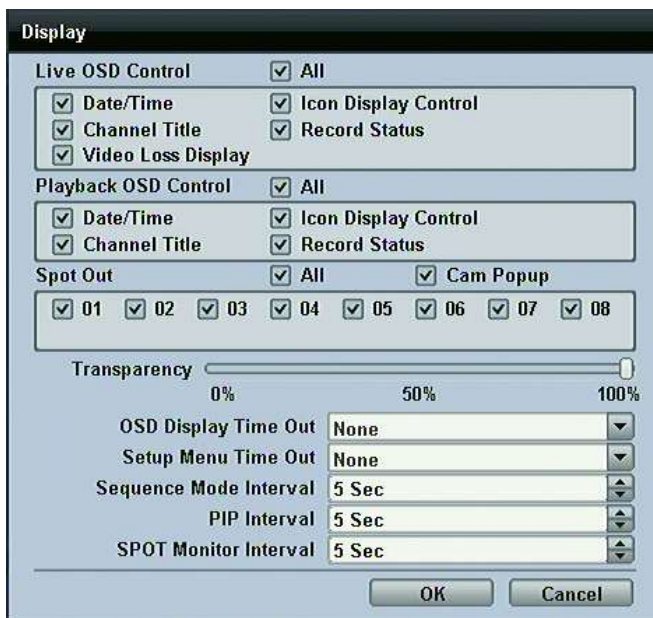 Display
Live OSD Control All
Date/Time Icon Display Control
Channel Title Record Status
Video Loss Display
Playback OSD Control All
Date/Time Icon Display Control
Channel Title Record Status
Spot Out All Cam Popup
01 02 03 04 05 06 07 08
Transparency
0% 50% 100%
OSD Display Time Out None
Setup Menu Time Out None
Sequence Mode Interval 5 Sec
PIP Interval 5 Sec
SPOT Monitor Interval 5 Sec
OK Cancel